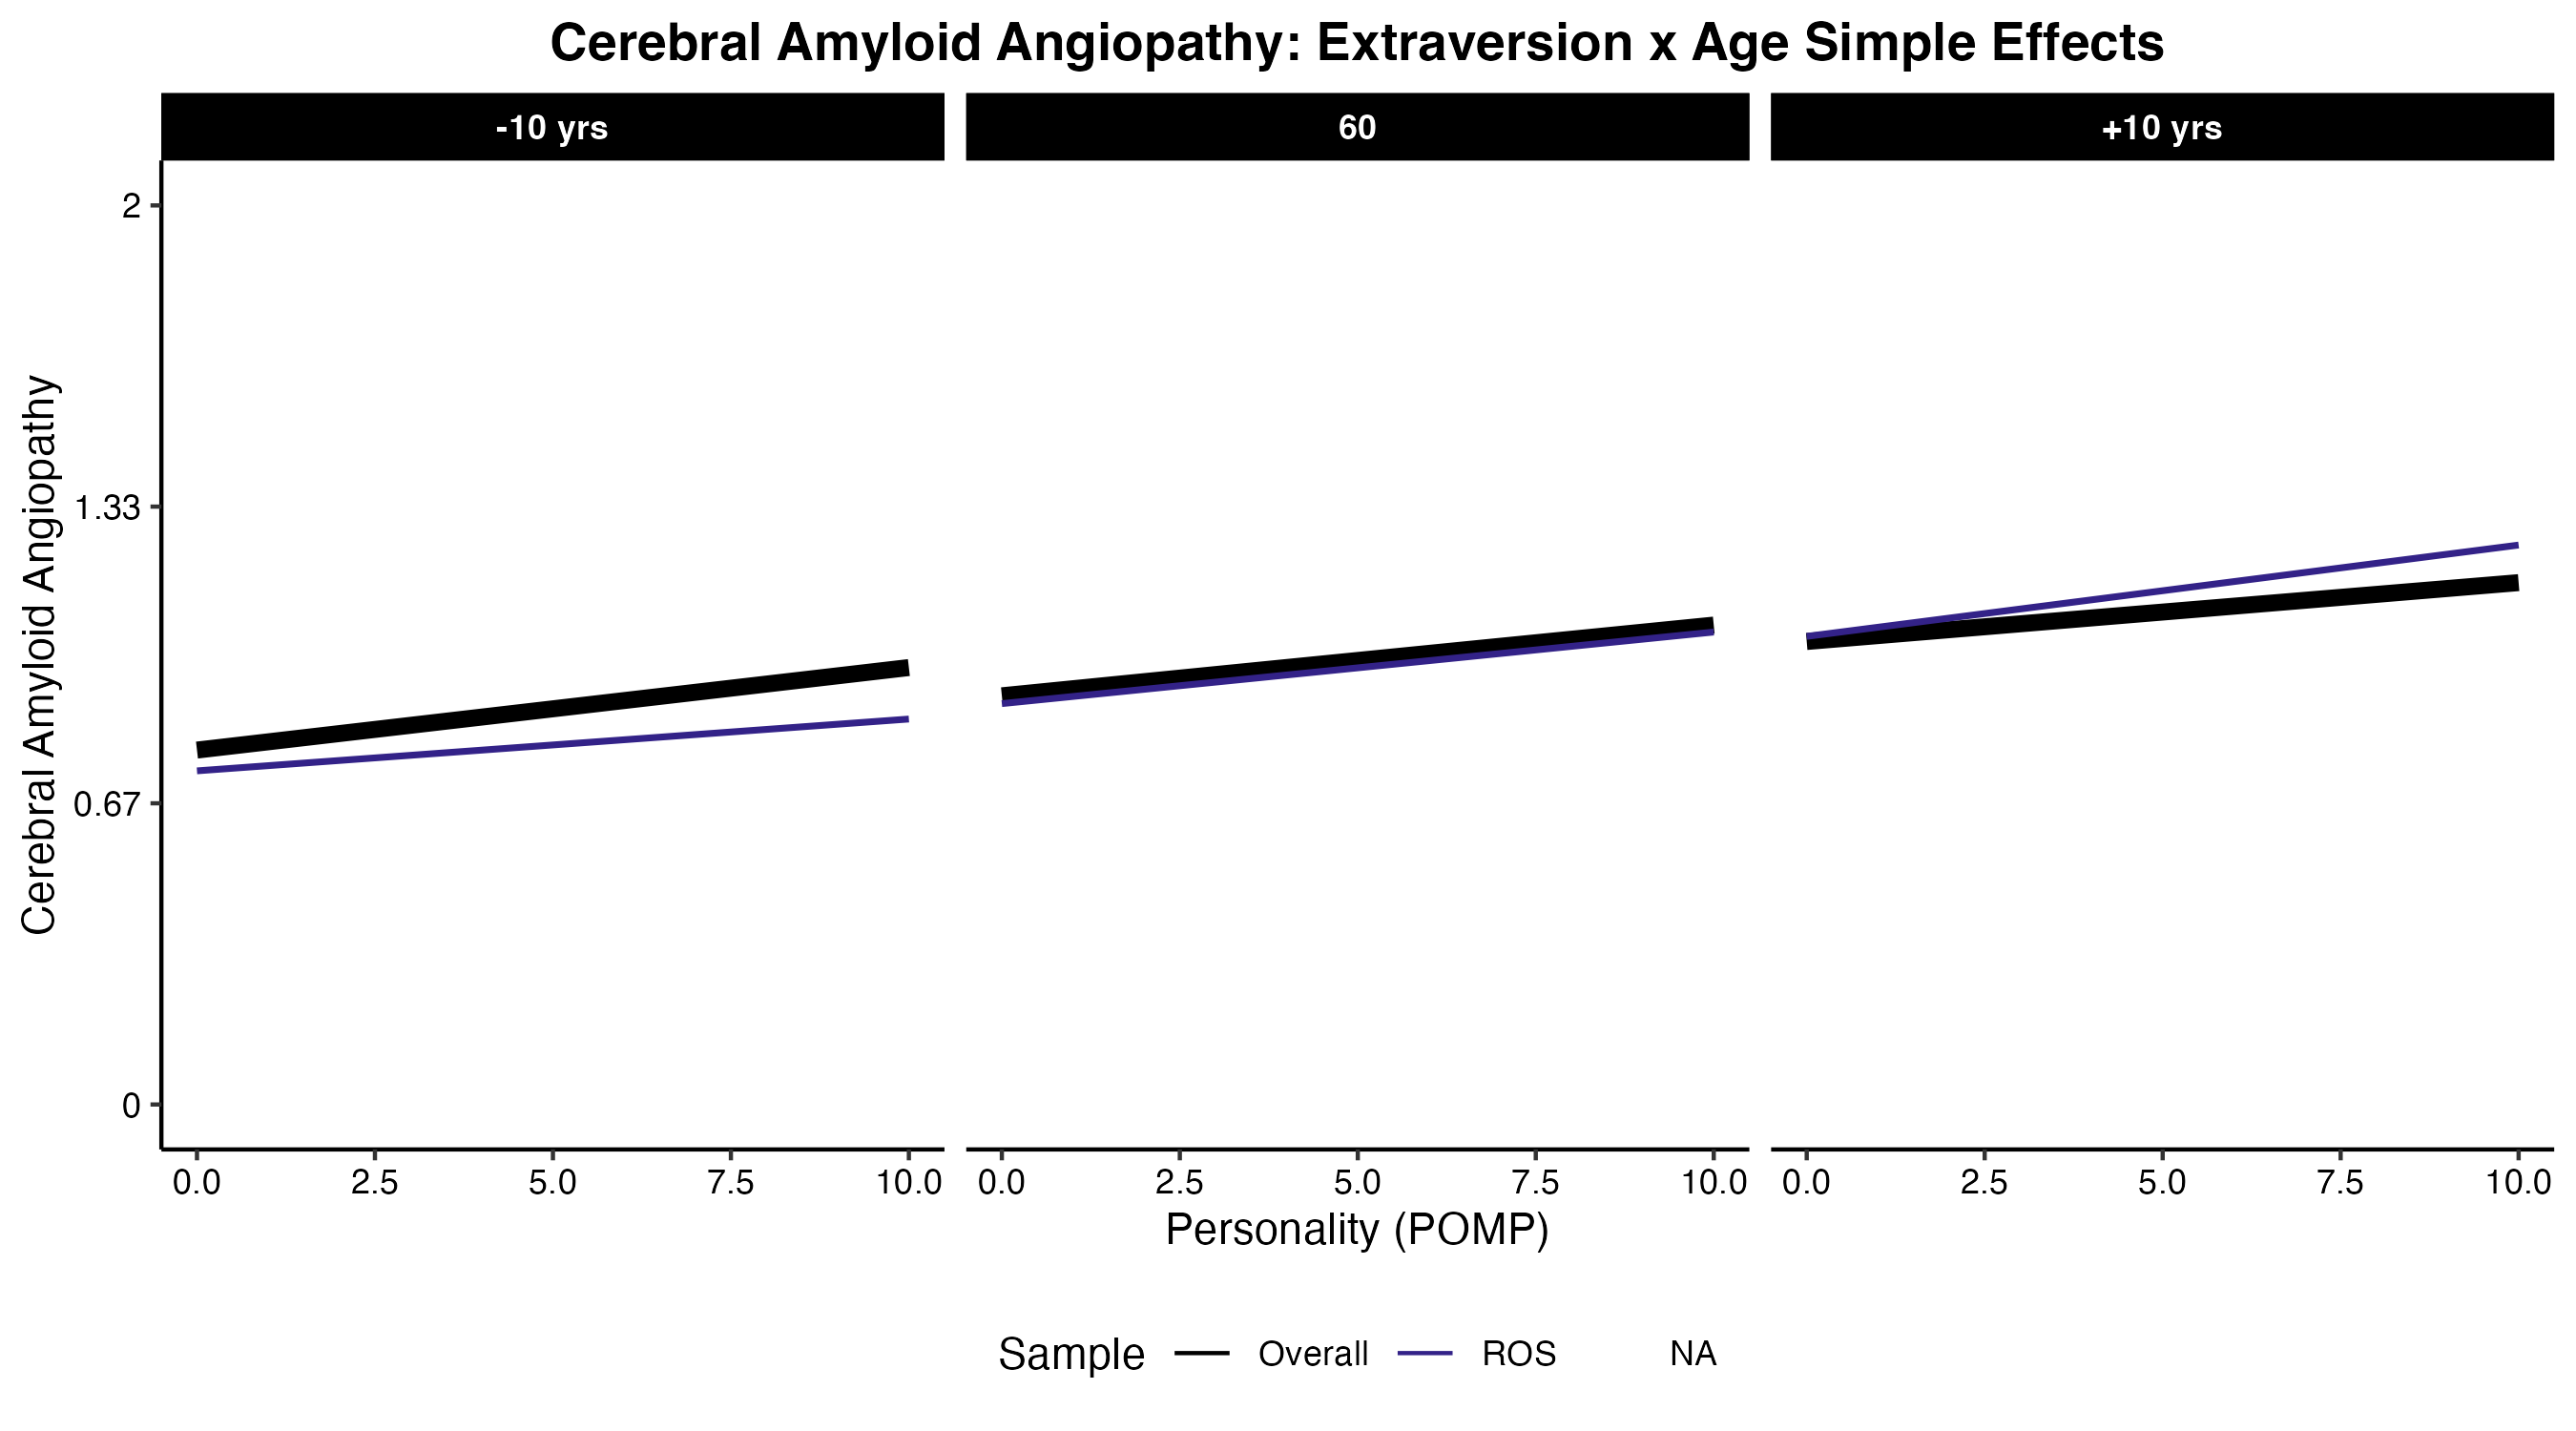 Cerebral Amyloid Angiopathy: Extraversion x Age Simple Effects
-10 yrs 60 +10 yrs
Cerebral Amyloid Angiopathy
2
1.33
0.67
0
0.0 2.5 5.0 7.5 10.0 0.0 2.5 5.0 7.5 10.0 0.0 2.5 5.0 7.5 10.0
Personality (POMP)
Sample Overall ROS NA